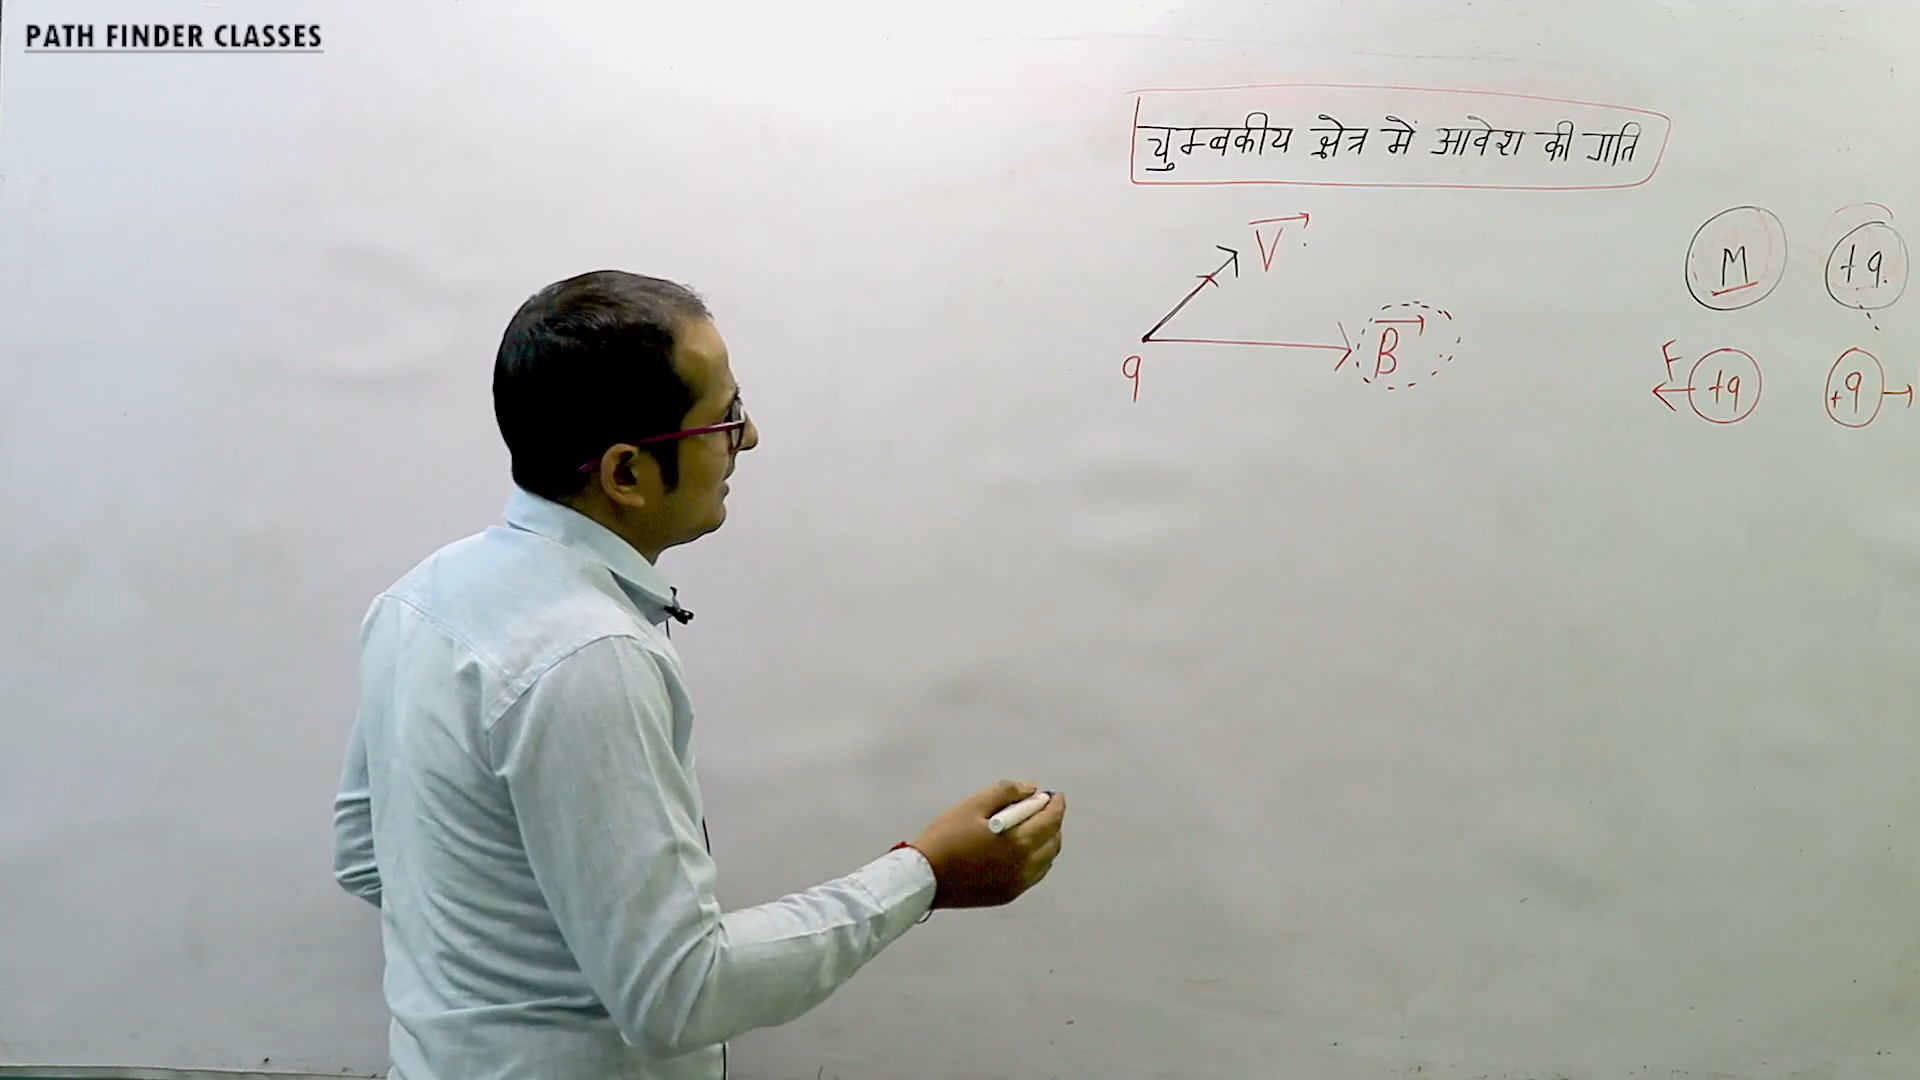 PATH FINDER CLASSES
चुम्बकीय क्षेत्र में आवेश की गति
V
B
q
M
+q
F
+q
+q